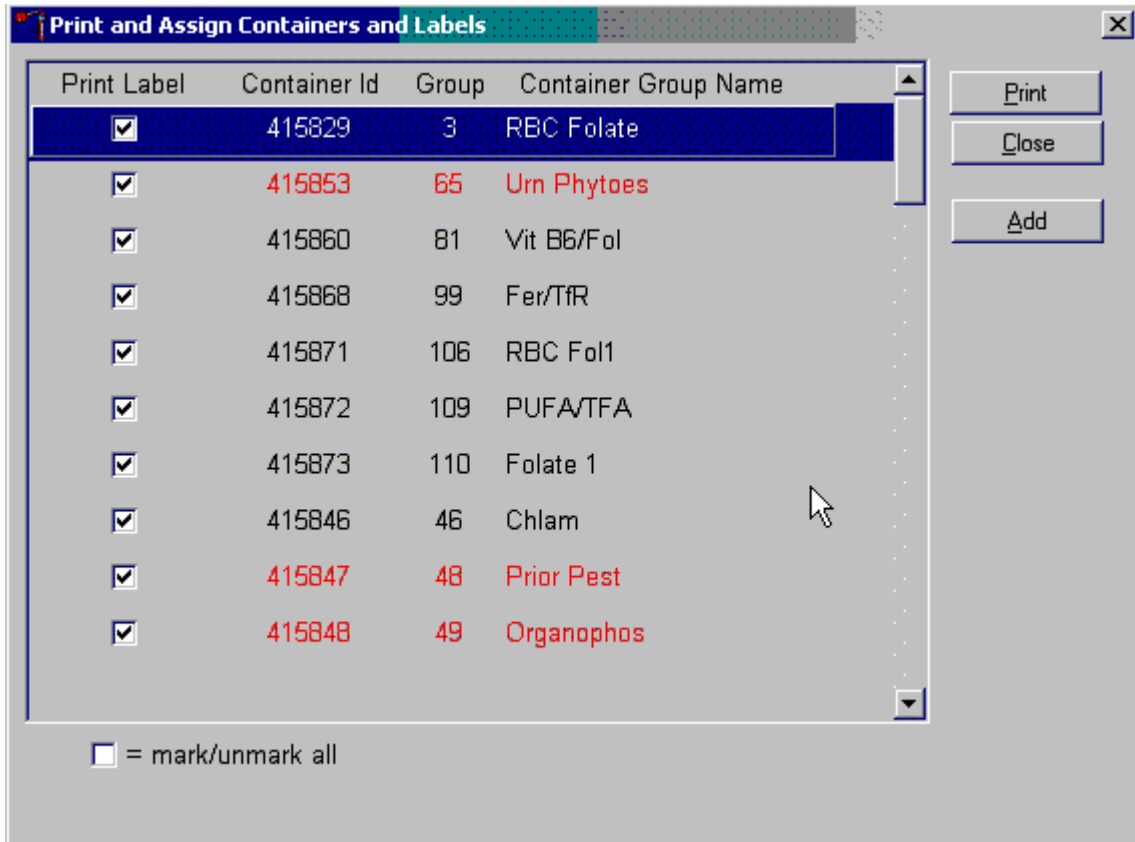 Print and Assign Containers and Labels
Print Label Container Id Group Container Group Name
415829 3 RBC Folate
415853 65 Urn Phytoes
415860 81 Vit B6/Fol
415868 99 Fer/TfR
415871 106 RBC Fol1
415872 109 PUFA/TFA
415873 110 Folate 1
415846 46 Chlam
415847 48 Prior Pest
415848 49 Organophos
= mark/unmark all
Print
Close
Add